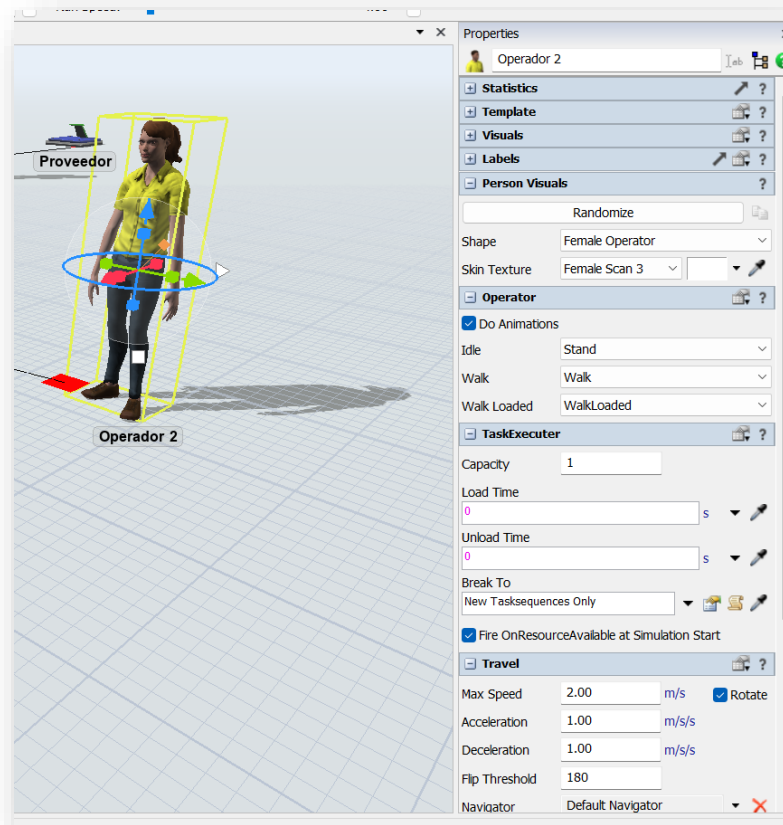 Properties
Operador 2
Statistics
Template
Visuals
Labels
Person Visuals
Randomize
Shape Female Operator
Skin Texture Female Scan 3
Operator
Do Animations
Idle Stand
Walk Walk
Walk Loaded WalkLoaded
TaskExecuter
Capacity 1
Load Time
0 s
Unload Time
0 s
Break To
New Tasksequences Only
Fire OnResourceAvailable at Simulation Start
Travel
Max Speed 2.00 m/s Rotate
Acceleration 1.00 m/s/s
Deceleration 1.00 m/s/s
Flip Threshold 180
Navigator Default Navigator
Proveedor
Operador 2